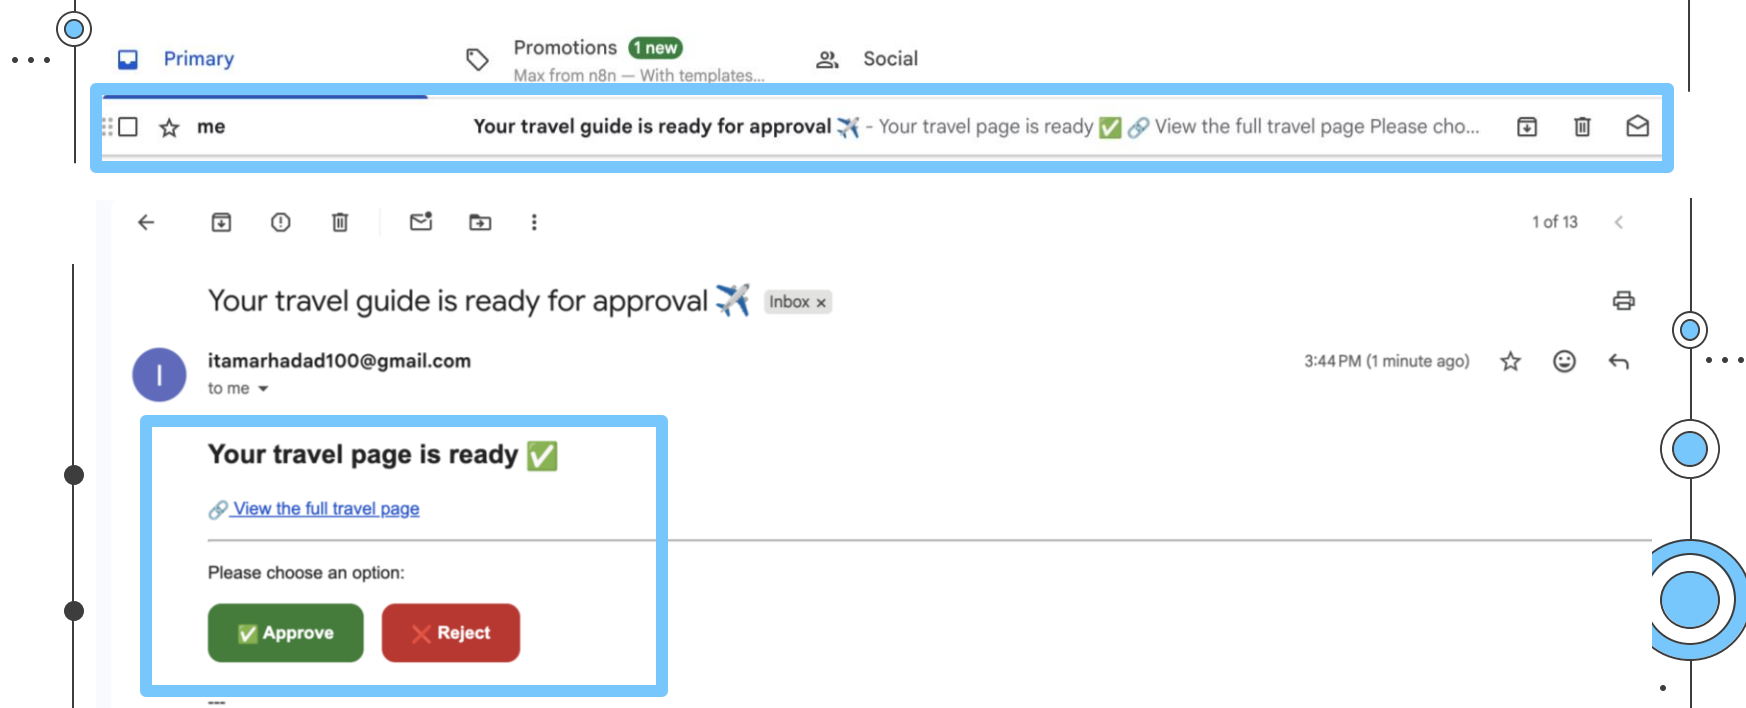 Primary
Promotions 1 new
Max from n8n — With templates...
Social
me Your travel guide is ready for approval ✈️ - Your travel page is ready ✅ 🔗 View the full travel page Please cho...
1 of 13
Your travel guide is ready for approval ✈️ Inbox x
I
itamarhadad100@gmail.com 3:44 PM (1 minute ago)
to me
Your travel page is ready ✅
🔗 View the full travel page
Please choose an option:
✅ Approve ❌ Reject
---